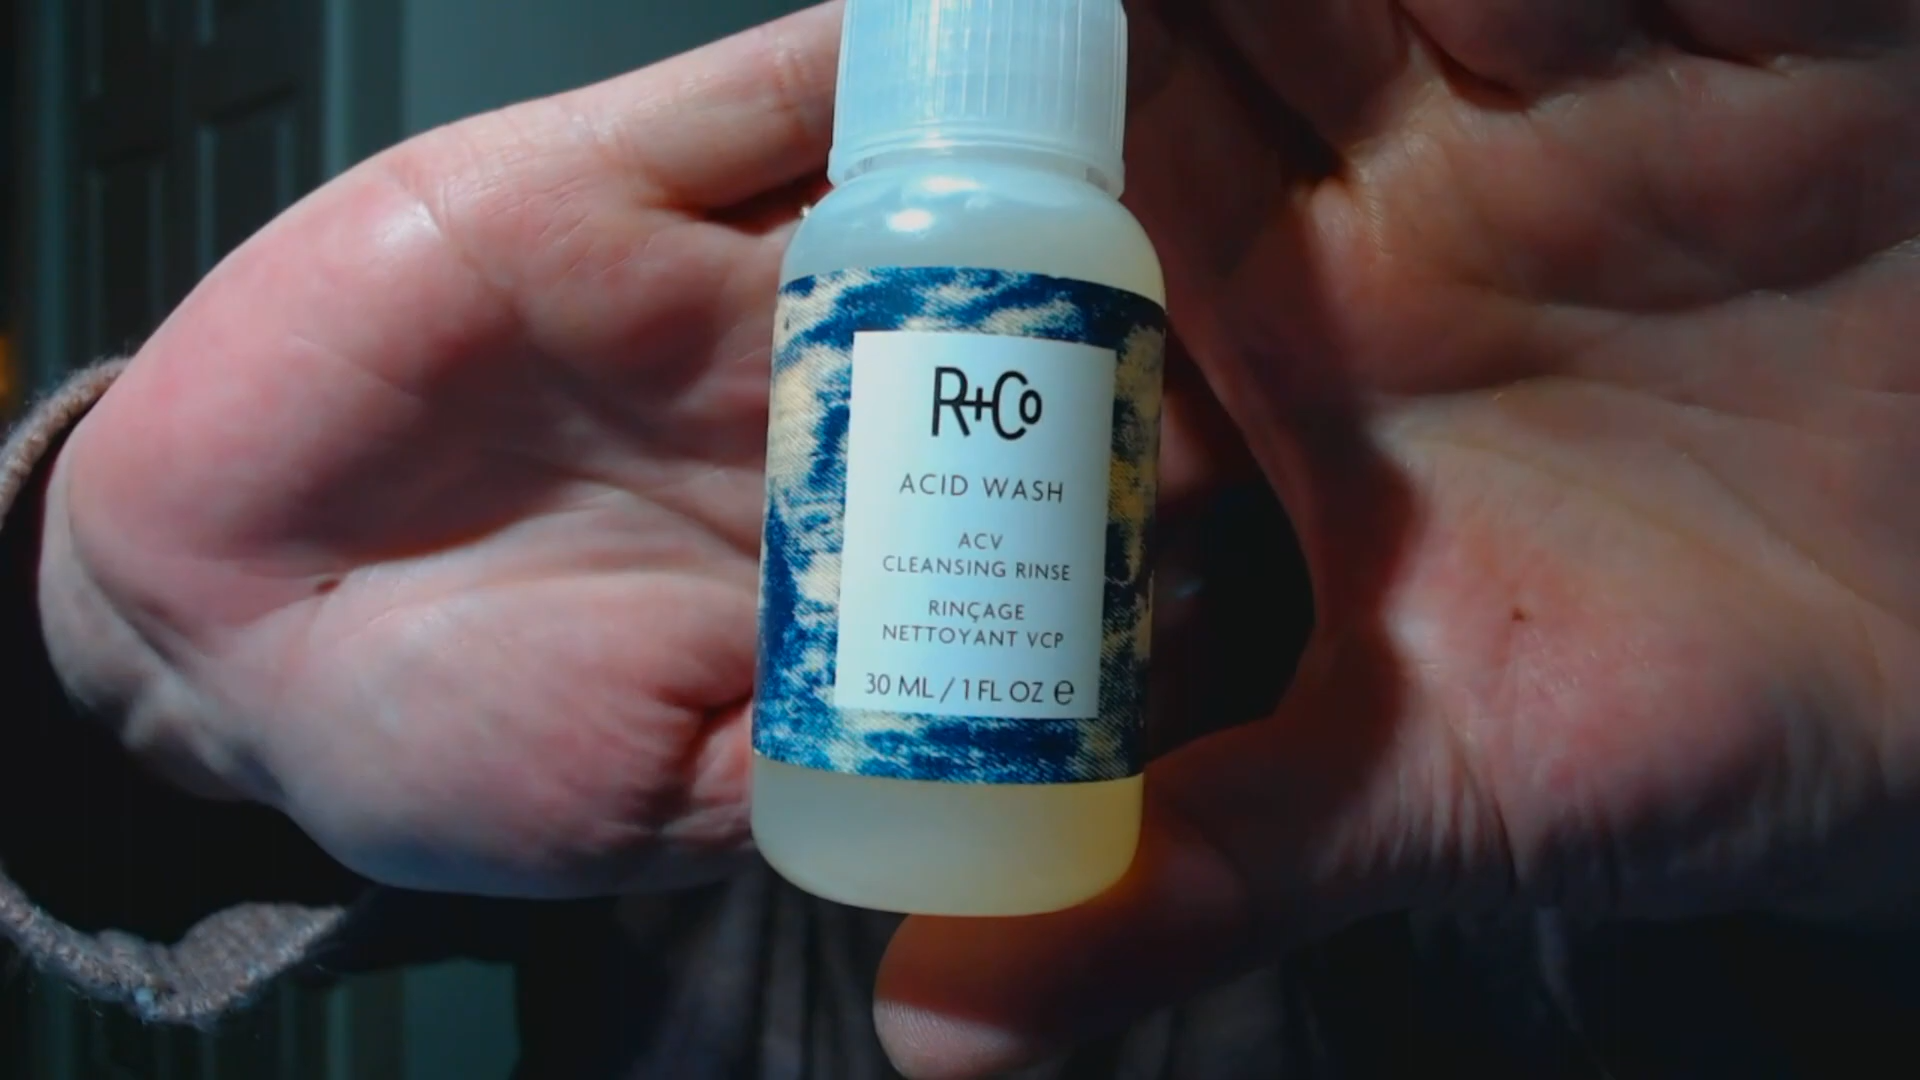 R+Co
ACID WASH
ACV
CLEANSING RINSE
RINÇAGE
NETTOYANT VCP
30 ML / 1 FL OZ ℮